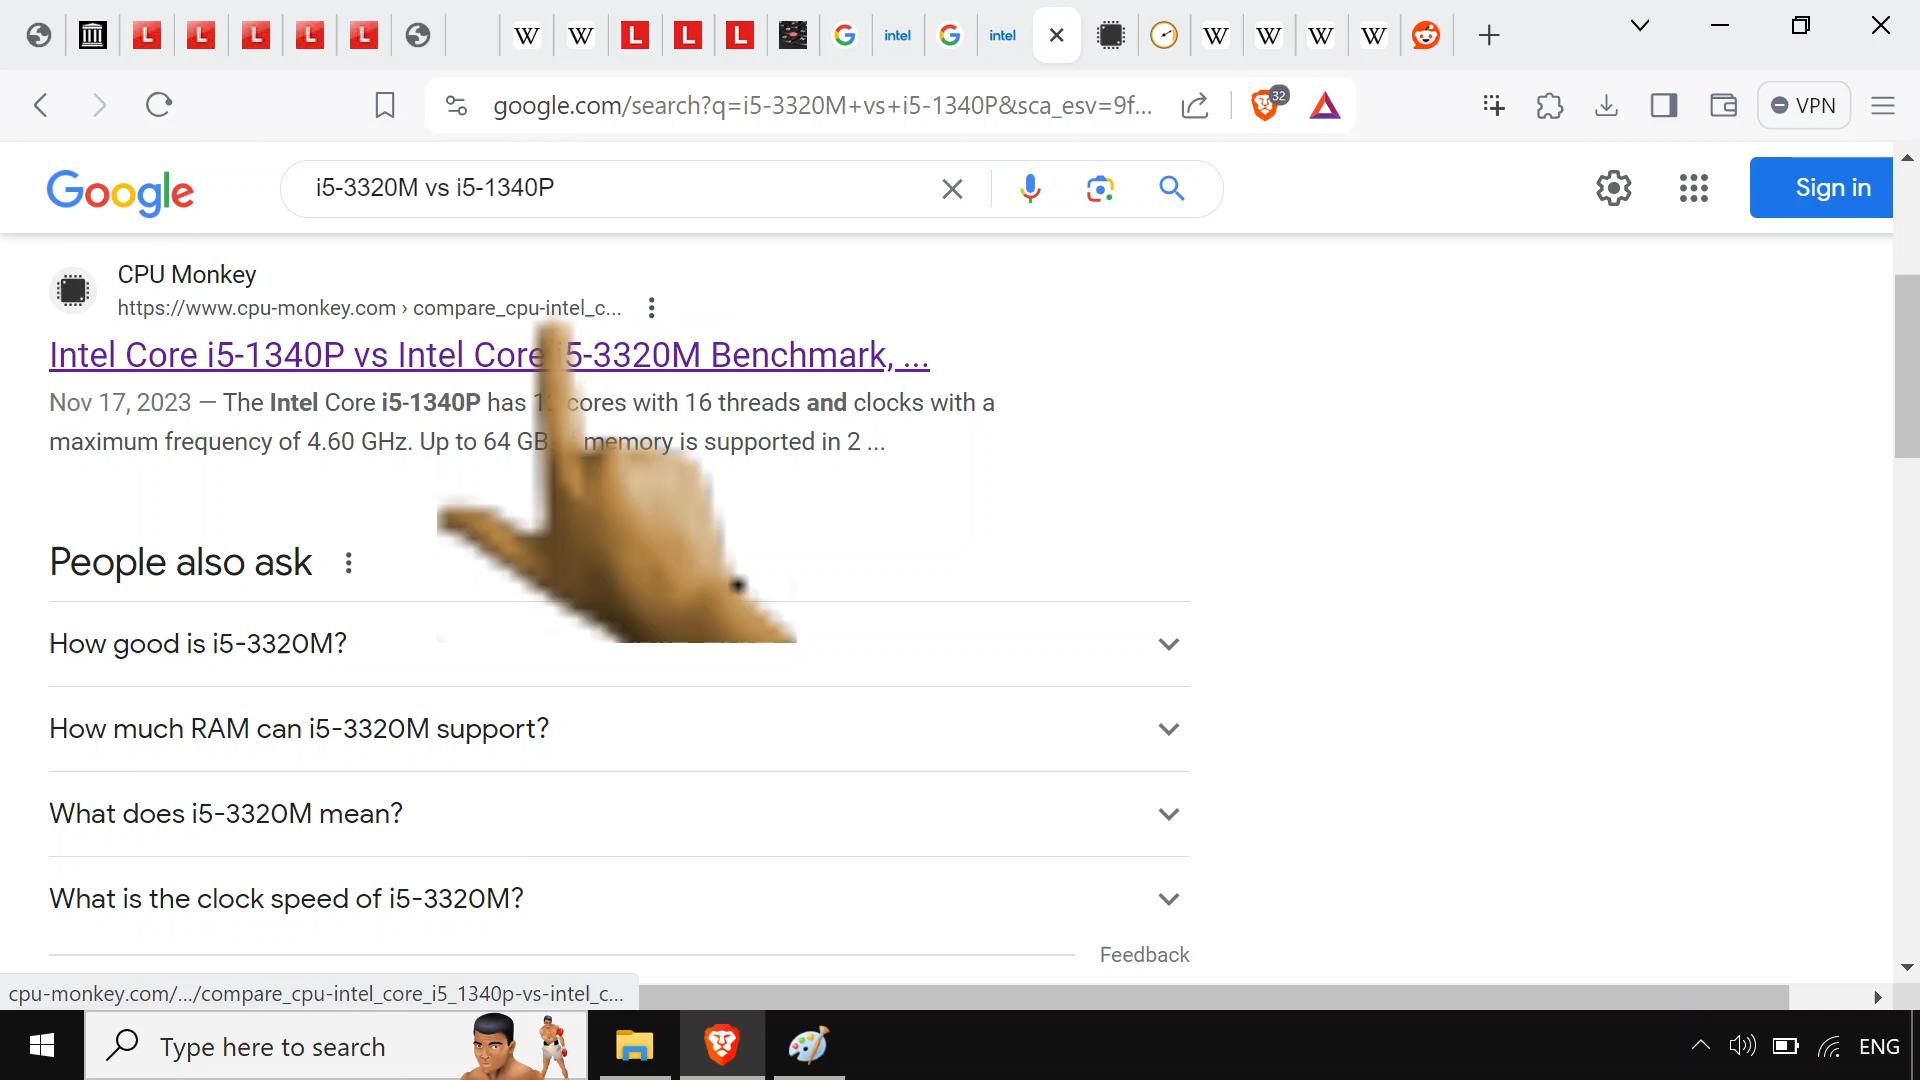 intel
intel
google.com/search?q=i5-3320M+vs+i5-1340P&sca_esv=9f...
32
VPN
Google
i5-3320M vs i5-1340P
Sign in
CPU Monkey
https://www.cpu-monkey.com › compare_cpu-intel_c...
Intel Core i5-1340P vs Intel Core i5-3320M Benchmark, ...
Nov 17, 2023 — The Intel Core i5-1340P has cores with 16 threads and clocks with a
maximum frequency of 4.60 GHz. Up to 64 GB memory is supported in 2 ...
People also ask
How good is i5-3320M?
How much RAM can i5-3320M support?
What does i5-3320M mean?
What is the clock speed of i5-3320M?
Feedback
cpu-monkey.com/.../compare_cpu-intel_core_i5_1340p-vs-intel_c...
Type here to search
ENG